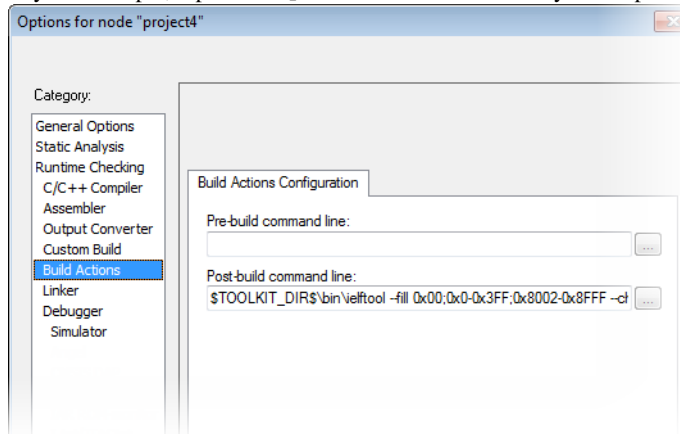 Options for node "project4"
Category:
General Options
Static Analysis
Runtime Checking
C/C++ Compiler
Assembler
Output Converter
Custom Build
Build Actions
Linker
Debugger
Simulator
Build Actions Configuration
Pre-build command line:
...
Post-build command line:
$TOOLKIT_DIR$\bin\ielftool --fill 0x00;0x0-0x3FF;0x8002-0x8FFF
...